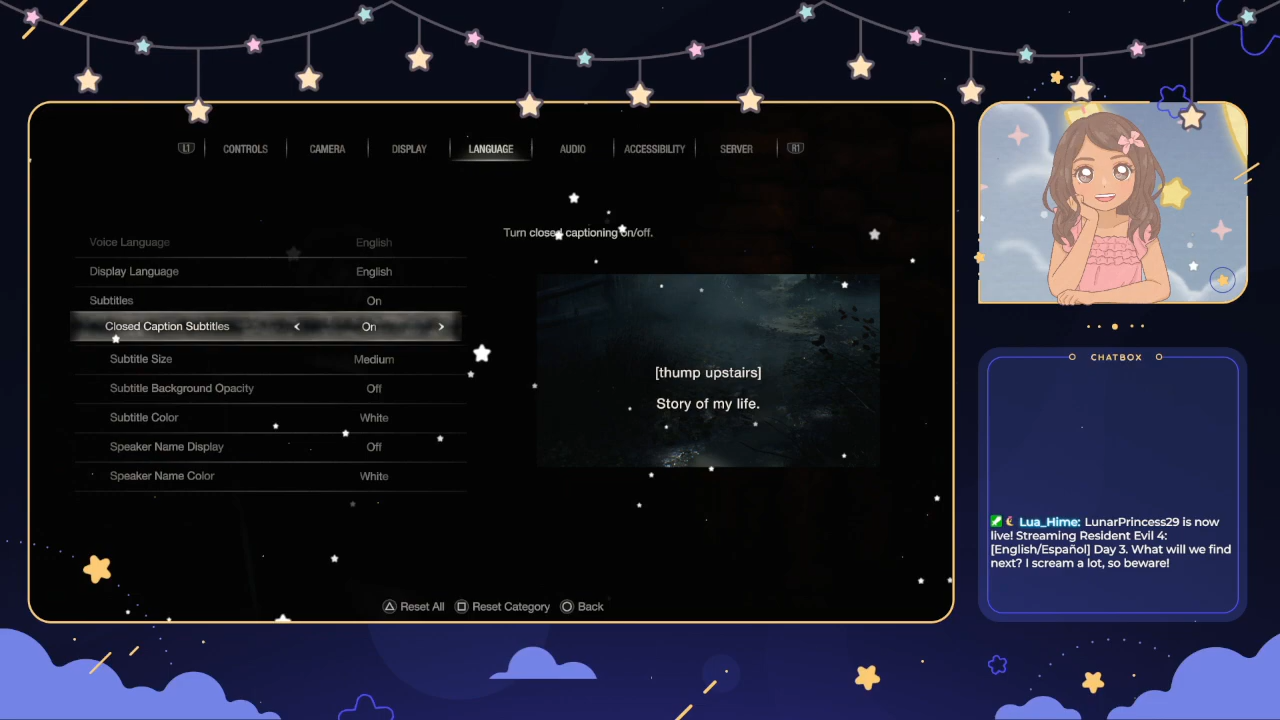 L1 CONTROLS CAMERA DISPLAY LANGUAGE AUDIO ACCESSIBILITY SERVER R1
Voice Language English
Display Language English
Subtitles On
Closed Caption Subtitles On
Subtitle Size Medium
Subtitle Background Opacity Off
Subtitle Color White
Speaker Name Display Off
Speaker Name Color White
Turn closed captioning on/off.
[thump upstairs]
Story of my life.
Reset All Reset Category Back
CHATBOX
Lua_Hime: LunarPrincess29 is now
live! Streaming Resident Evil 4:
[English/Español] Day 3. What will we find
next? I scream a lot, so beware!